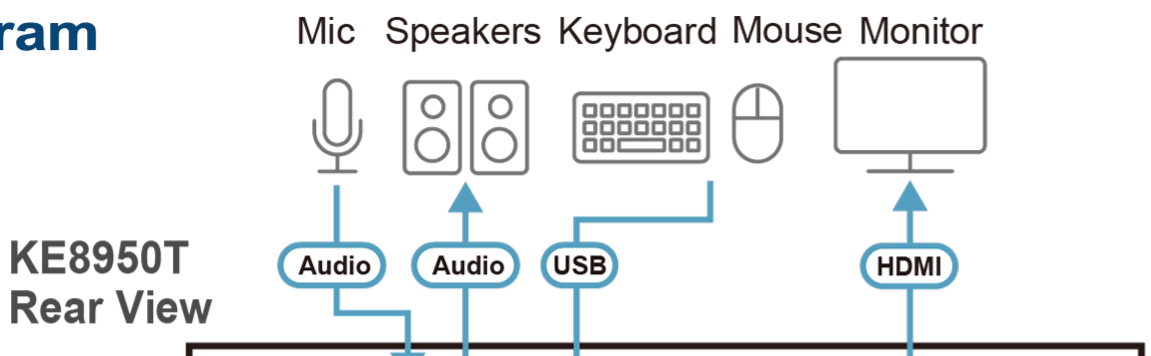 ram
Mic Speakers Keyboard Mouse Monitor
KE8950T
Rear View
Audio Audio USB HDMI